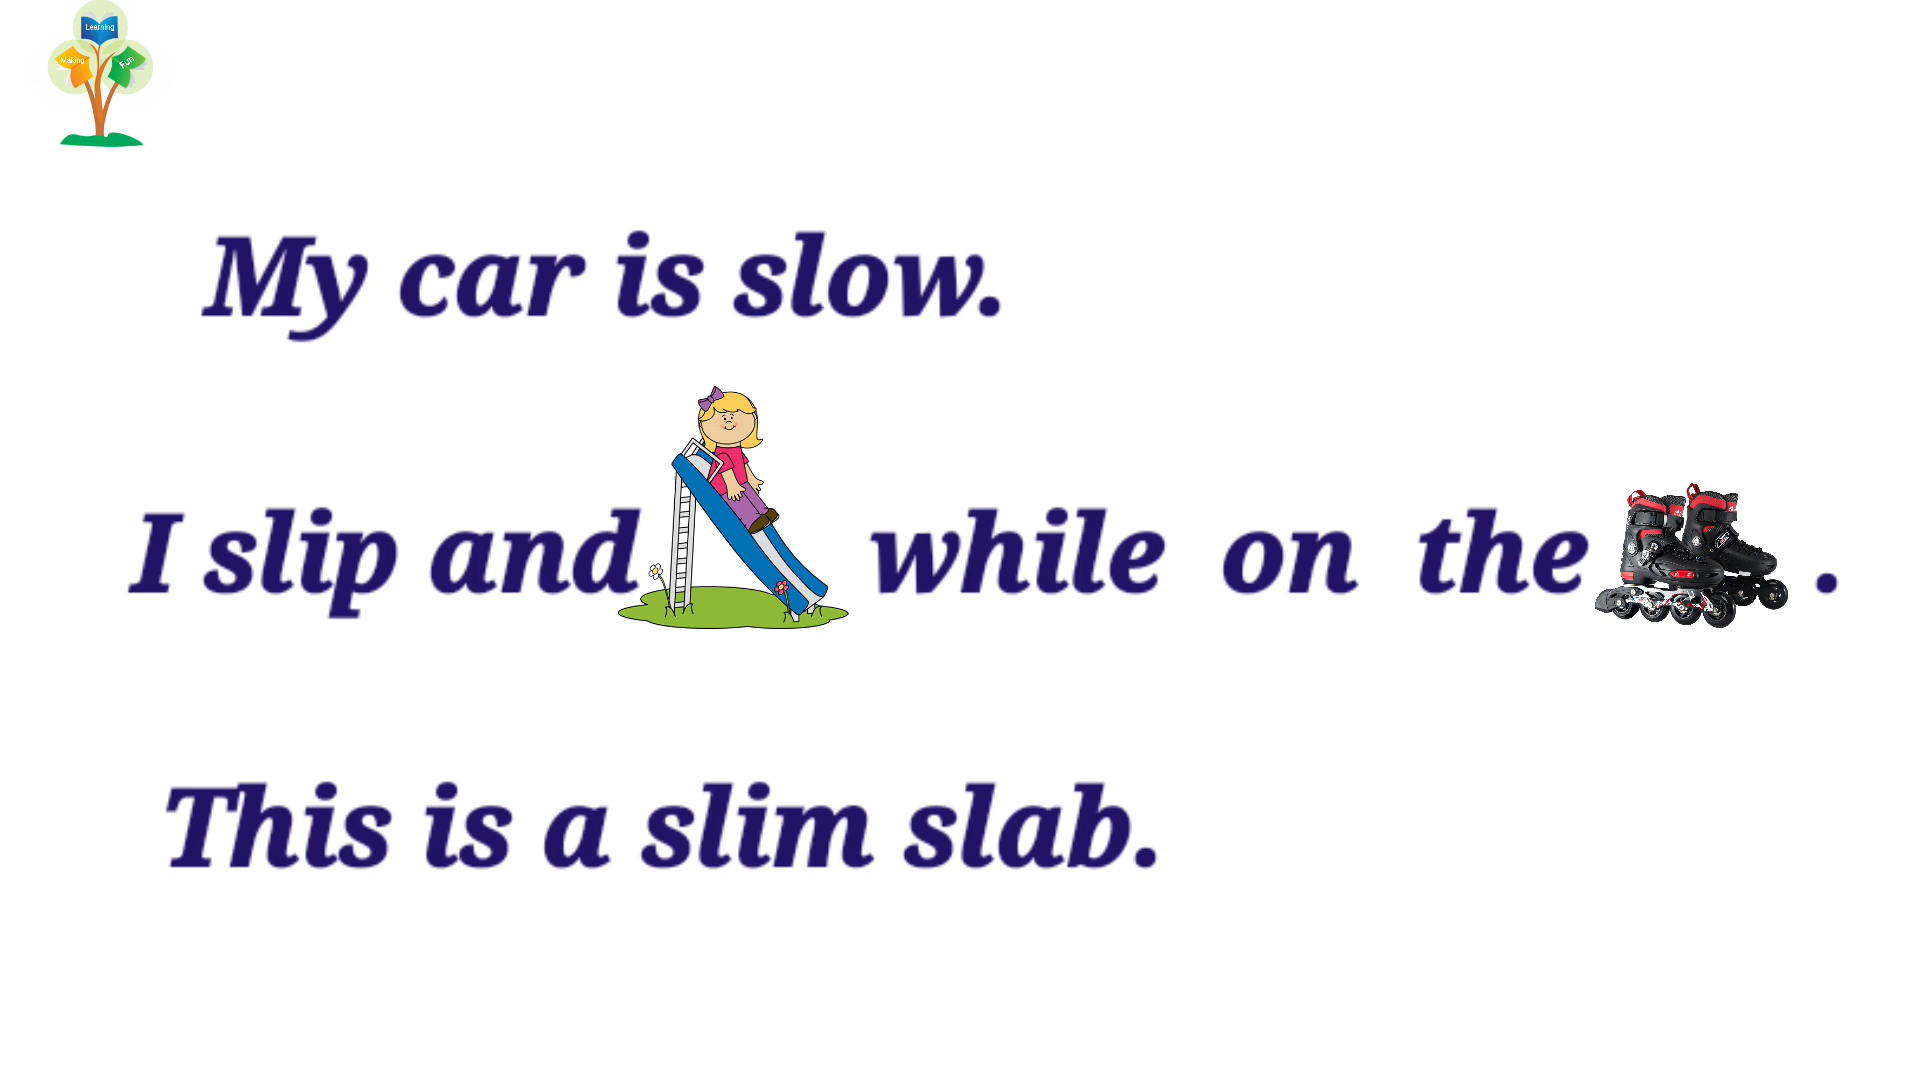 Learning
Making
Fun
My car is slow.
I slip and while on the .
This is a slim slab.